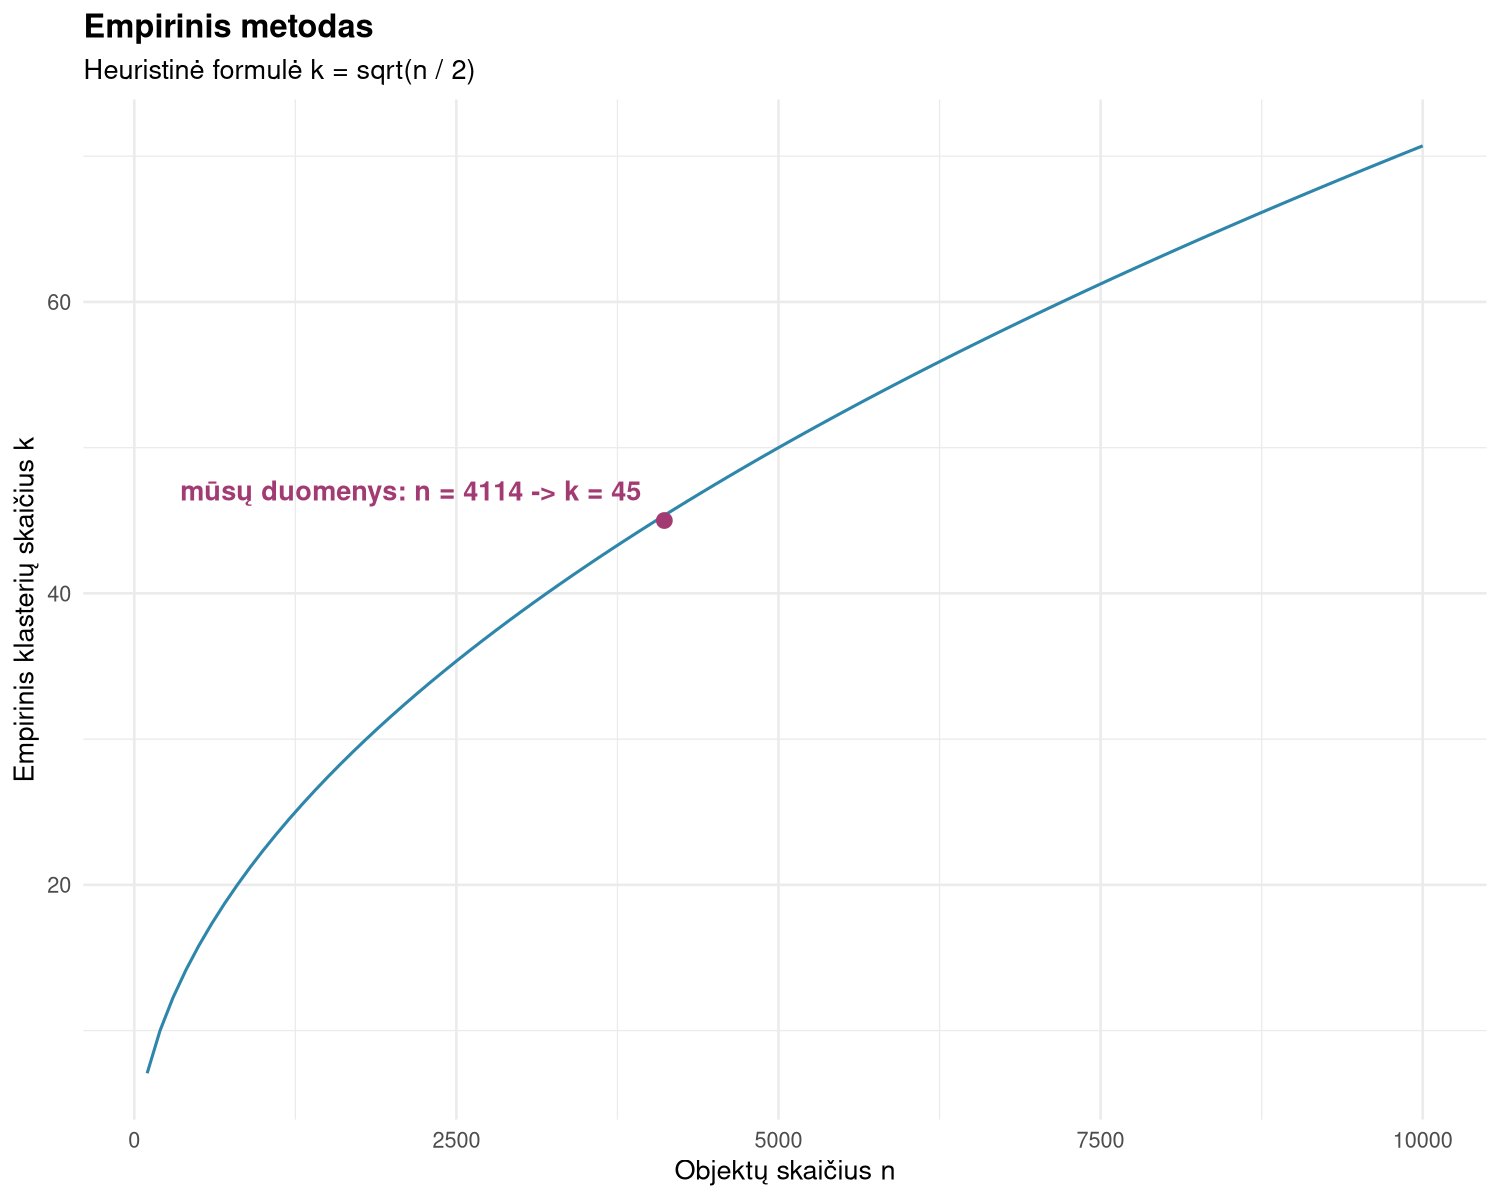 Empirinis metodas
Heuristinė formulė k = sqrt(n / 2)
Empirinis klasterių skaičius k
60
40
20
mūsų duomenys: n = 4114 -> k = 45
0
2500
5000
7500
10000
Objektų skaičius n